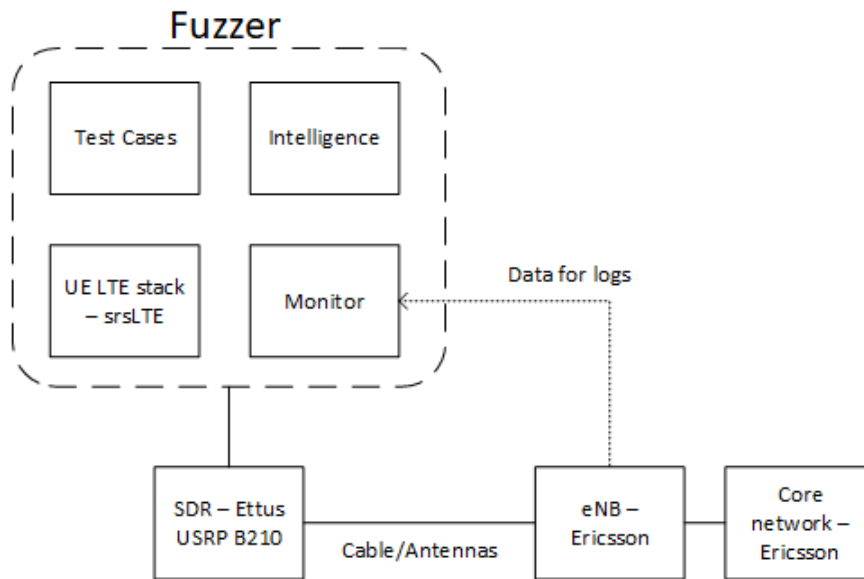 Fuzzer
Test Cases
Intelligence
UE LTE stack
– srsLTE
Monitor
Data for logs
SDR – Ettus
USRP B210
Cable/Antennas
eNB –
Ericsson
Core
network –
Ericsson